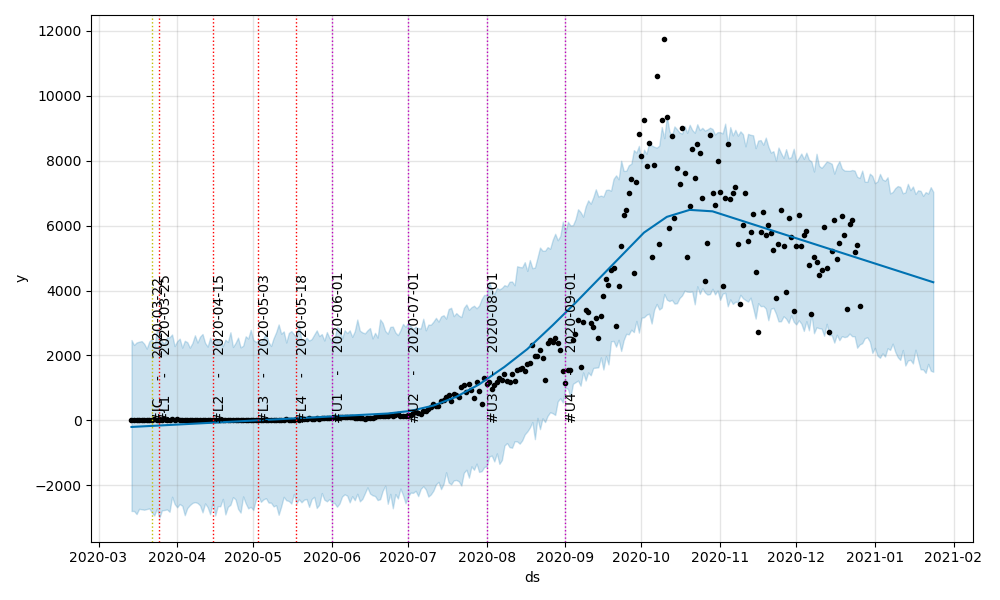 12000
10000
8000
6000
4000
2000
0
−2000
y
#JC - 2020-03-22
#L1 - 2020-03-25
#L2 - 2020-04-15
#L3 - 2020-05-03
#L4 - 2020-05-18
#U1 - 2020-06-01
#U2 - 2020-07-01
#U3 - 2020-08-01
#U4 - 2020-09-01
2020-03 2020-04 2020-05 2020-06 2020-07 2020-08 2020-09 2020-10 2020-11 2020-12 2021-01 2021-02
ds